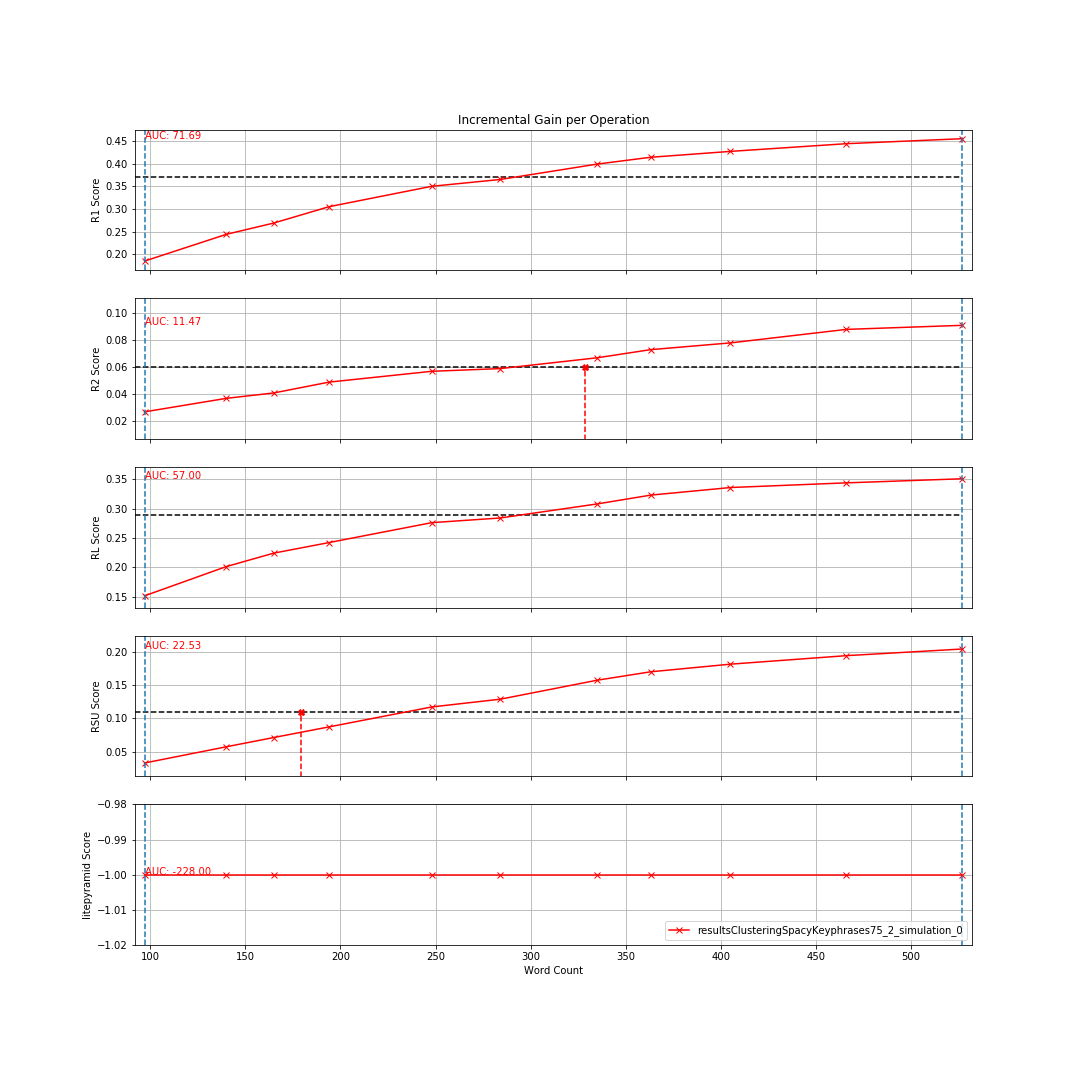 Incremental Gain per Operation
AUC: 71.69
0.45
0.40
0.35
0.30
0.25
0.20
R1 Score
AUC: 11.47
0.10
0.08
0.06
0.04
0.02
R2 Score
AUC: 57.00
0.35
0.30
0.25
0.20
0.15
RL Score
AUC: 22.53
0.20
0.15
0.10
0.05
RSU Score
−0.98
−0.99
−1.00
−1.01
−1.02
litepyramid Score
AUC: -228.00
resultsClusteringSpacyKeyphrases75_2_simulation_0
100 150 200 250 300 350 400 450 500
Word Count